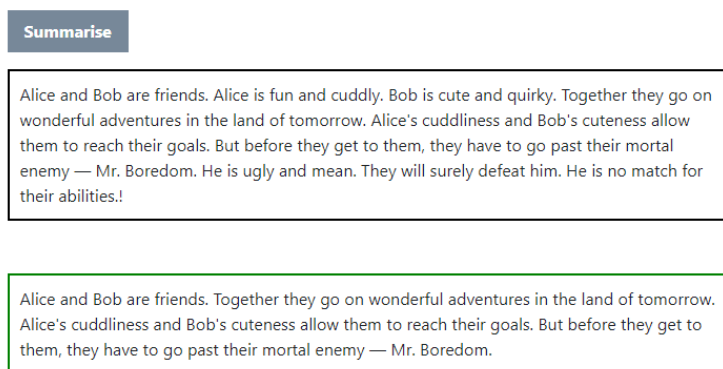 Summarise
Alice and Bob are friends. Alice is fun and cuddly. Bob is cute and quirky. Together they go on
wonderful adventures in the land of tomorrow. Alice's cuddliness and Bob's cuteness allow
them to reach their goals. But before they get to them, they have to go past their mortal
enemy — Mr. Boredom. He is ugly and mean. They will surely defeat him. He is no match for
their abilities.!
Alice and Bob are friends. Together they go on wonderful adventures in the land of tomorrow.
Alice's cuddliness and Bob's cuteness allow them to reach their goals. But before they get to
them, they have to go past their mortal enemy — Mr. Boredom.